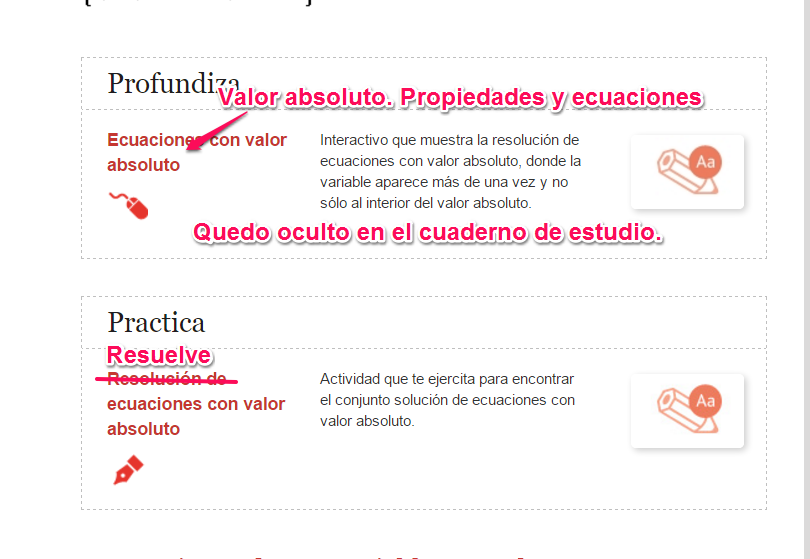 Profundiza
Valor absoluto. Propiedades y ecuaciones
Ecuaciones con valor
absoluto
Interactivo que muestra la resolución de
ecuaciones con valor absoluto, donde la
variable aparece más de una vez y no
sólo al interior del valor absoluto.
Aa
Quedo oculto en el cuaderno de estudio.
Practica
Resuelve
Resolución de
ecuaciones con valor
absoluto
Actividad que te ejercita para encontrar
el conjunto solución de ecuaciones con
valor absoluto.
Aa